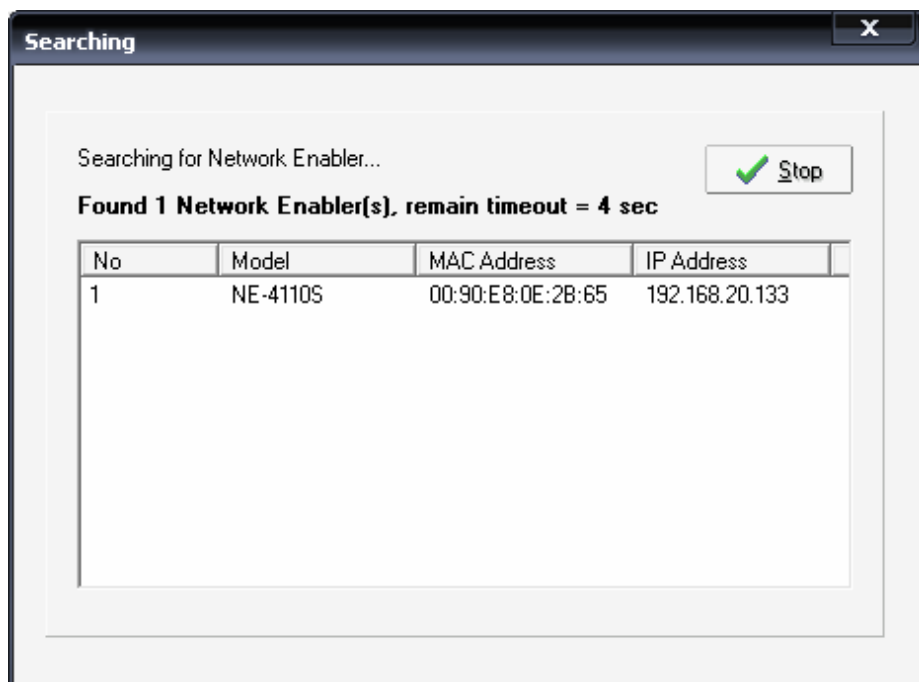 Searching
X
Searching for Network Enabler...
Stop
Found 1 Network Enabler(s), remain timeout = 4 sec
No Model MAC Address IP Address
1 NE-4110S 00:90:E8:0E:2B:65 192.168.20.133